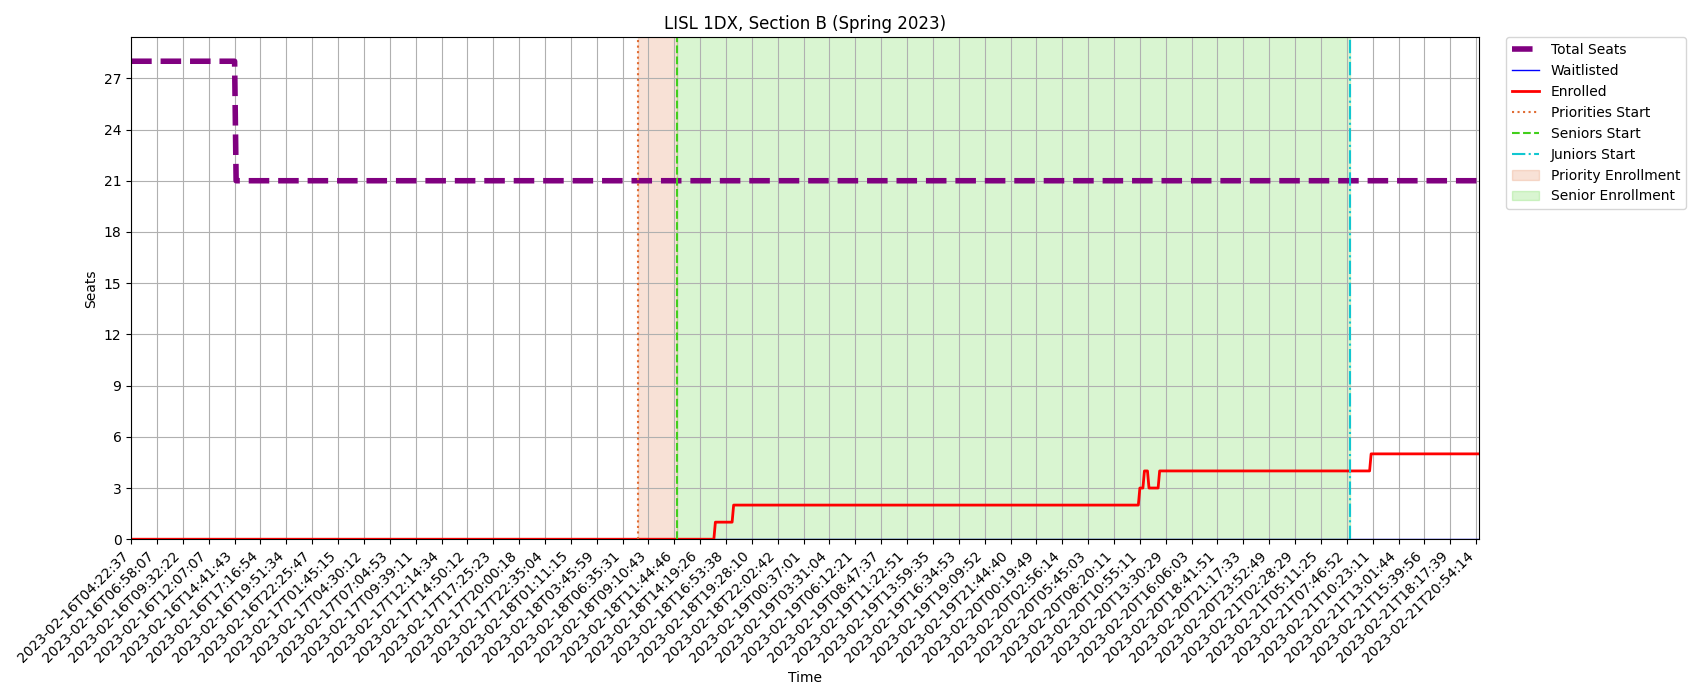 LISL 1DX, Section B (Spring 2023)
Total Seats
Waitlisted
Enrolled
Priorities Start
Seniors Start
Juniors Start
Priority Enrollment
Senior Enrollment
Seats
27
24
21
18
15
12
9
6
3
0
2023-02-16T04:22:37
2023-02-16T06:58:07
2023-02-16T09:32:22
2023-02-16T12:07:07
2023-02-16T14:41:43
2023-02-16T17:16:54
2023-02-16T19:51:34
2023-02-16T22:25:47
2023-02-17T01:45:15
2023-02-17T04:30:12
2023-02-17T07:04:53
2023-02-17T09:39:11
2023-02-17T12:14:34
2023-02-17T14:50:12
2023-02-17T17:25:23
2023-02-17T20:00:18
2023-02-17T22:35:04
2023-02-18T01:11:15
2023-02-18T03:45:59
2023-02-18T06:35:31
2023-02-18T09:10:43
2023-02-18T11:44:46
2023-02-18T14:19:26
2023-02-18T16:53:38
2023-02-18T19:28:10
2023-02-18T22:02:42
2023-02-19T00:37:01
2023-02-19T03:31:04
2023-02-19T06:12:21
2023-02-19T08:47:37
2023-02-19T11:22:51
2023-02-19T13:59:35
2023-02-19T16:34:53
2023-02-19T19:09:52
2023-02-19T21:44:40
2023-02-20T00:19:49
2023-02-20T02:56:14
2023-02-20T05:45:03
2023-02-20T08:20:11
2023-02-20T10:55:11
2023-02-20T13:30:29
2023-02-20T16:06:03
2023-02-20T18:41:51
2023-02-20T21:17:33
2023-02-20T23:52:49
2023-02-21T02:28:29
2023-02-21T05:11:25
2023-02-21T07:46:52
2023-02-21T10:23:11
2023-02-21T13:01:44
2023-02-21T15:39:56
2023-02-21T18:17:39
2023-02-21T20:54:14
Time